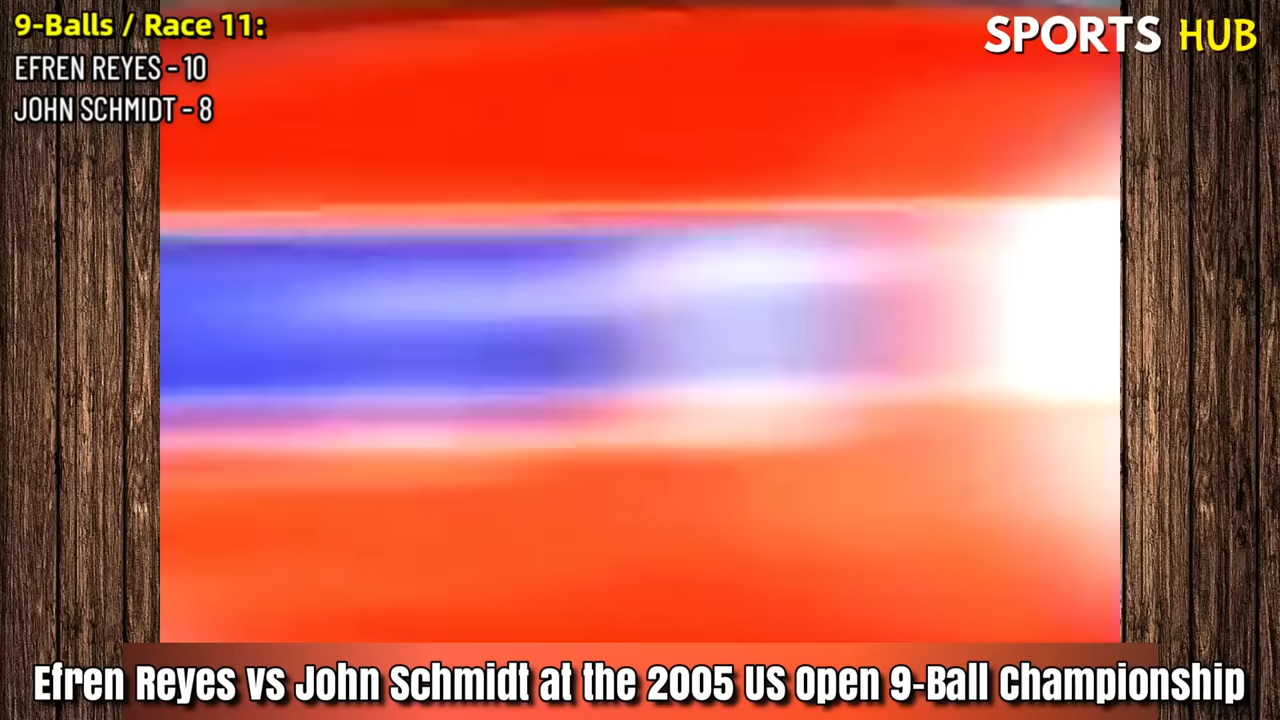 9-Balls / Race 11:
EFREN REYES - 10
JOHN SCHMIDT - 8
SPORTS HUB
Efren Reyes vs John Schmidt at the 2005 US Open 9-Ball Championship